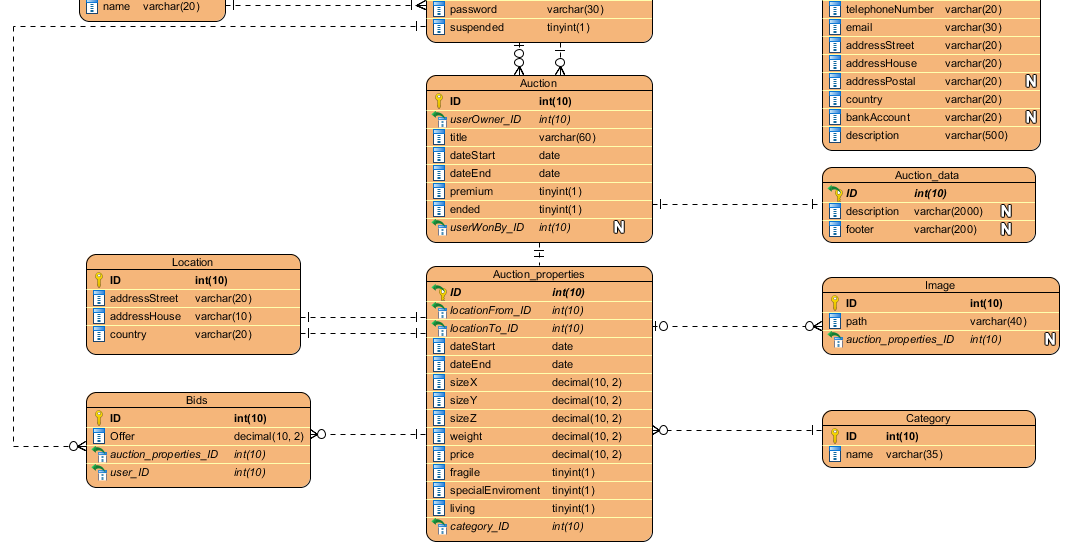 name varchar(20)
password varchar(30)
suspended tinyint(1)
telephoneNumber varchar(20)
email varchar(30)
addressStreet varchar(20)
addressHouse varchar(20)
addressPostal varchar(20) N
country varchar(20)
bankAccount varchar(20) N
description varchar(500)
Auction
ID int(10)
userOwner_ID int(10)
title varchar(60)
dateStart date
dateEnd date
premium tinyint(1)
ended tinyint(1)
userWonBy_ID int(10) N
Auction_data
ID int(10)
description varchar(2000) N
footer varchar(200) N
Location
ID int(10)
addressStreet varchar(20)
addressHouse varchar(10)
country varchar(20)
Auction_properties
ID int(10)
locationFrom_ID int(10)
locationTo_ID int(10)
dateStart date
dateEnd date
sizeX decimal(10, 2)
sizeY decimal(10, 2)
sizeZ decimal(10, 2)
weight decimal(10, 2)
price decimal(10, 2)
fragile tinyint(1)
specialEnviroment tinyint(1)
living tinyint(1)
category_ID int(10)
Image
ID int(10)
path varchar(40)
auction_properties_ID int(10) N
Bids
ID int(10)
Offer decimal(10, 2)
auction_properties_ID int(10)
user_ID int(10)
Category
ID int(10)
name varchar(35)